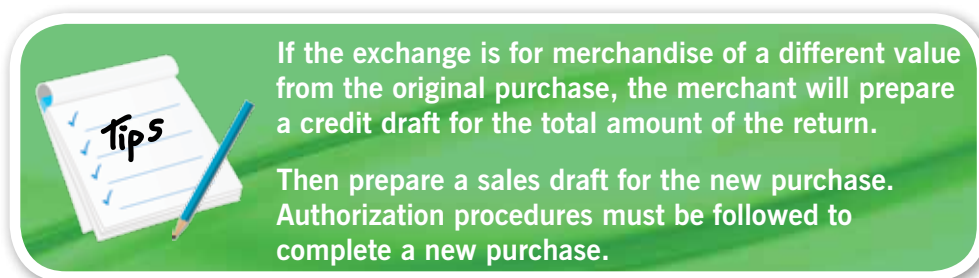 Tips
If the exchange is for merchandise of a different value
from the original purchase, the merchant will prepare
a credit draft for the total amount of the return.
Then prepare a sales draft for the new purchase.
Authorization procedures must be followed to
complete a new purchase.